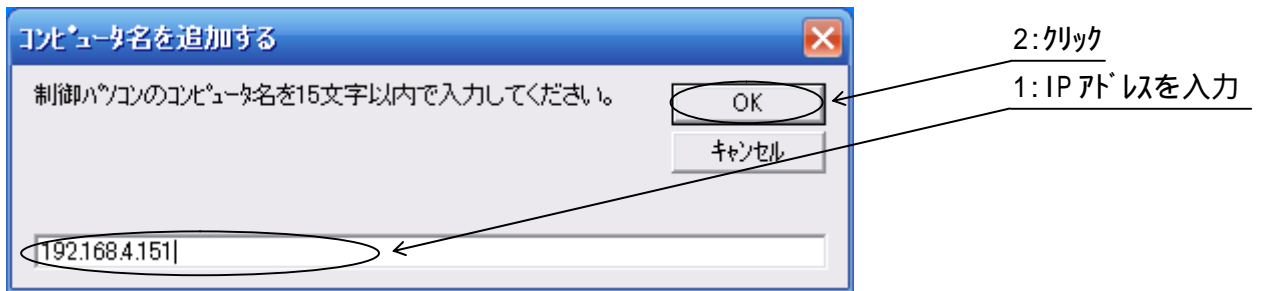 ｺﾝﾋﾟｭｰﾀ名を追加する
制御ﾊﾟｿｺﾝのｺﾝﾋﾟｭｰﾀ名を15文字以内で入力してください。
OK
ｷｬﾝｾﾙ
192.168.4.151
2:ｸﾘｯｸ
1:IPｱﾄﾞﾚｽを入力